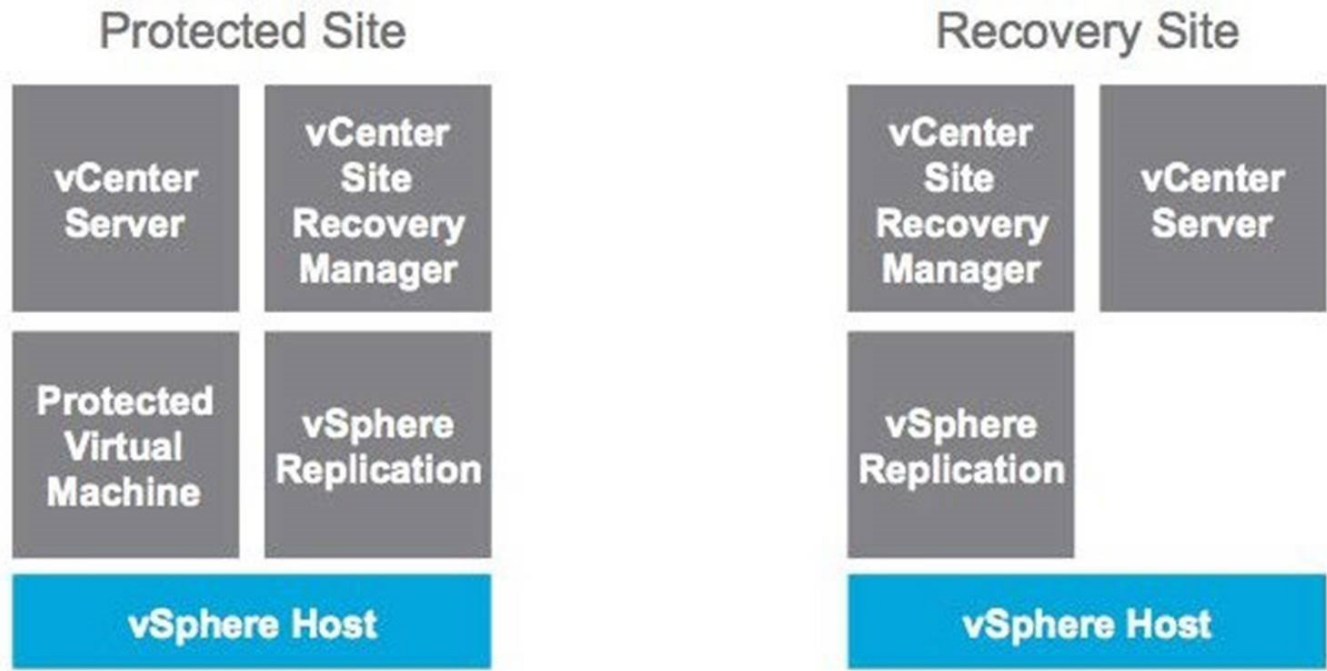 Protected Site
vCenter
Server
vCenter
Site
Recovery
Manager
Protected
Virtual
Machine
vSphere
Replication
vSphere Host
Recovery Site
vCenter
Site
Recovery
Manager
vCenter
Server
vSphere
Replication
vSphere Host